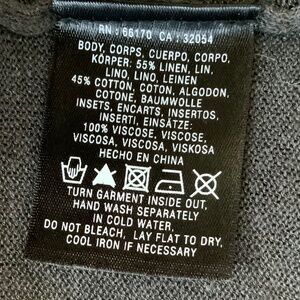 RN : 66170 CA : 32054
BODY, CORPS, CUERPO, CORPO,
KÖRPER: 55% LINEN, LIN,
LINO, LINO, LEINEN
45% COTTON, COTON, ALGODON,
COTONE, BAUMWOLLE
INSETS, ENCARTS, INSERTOS,
INSERTI, EINSÄTZE:
100% VISCOSE, VISCOSE,
VISCOSA, VISCOSA, VISKOSA
HECHO EN CHINA
TURN GARMENT INSIDE OUT,
HAND WASH SEPARATELY
IN COLD WATER,
DO NOT BLEACH, LAY FLAT TO DRY.
COOL IRON IF NECESSARY